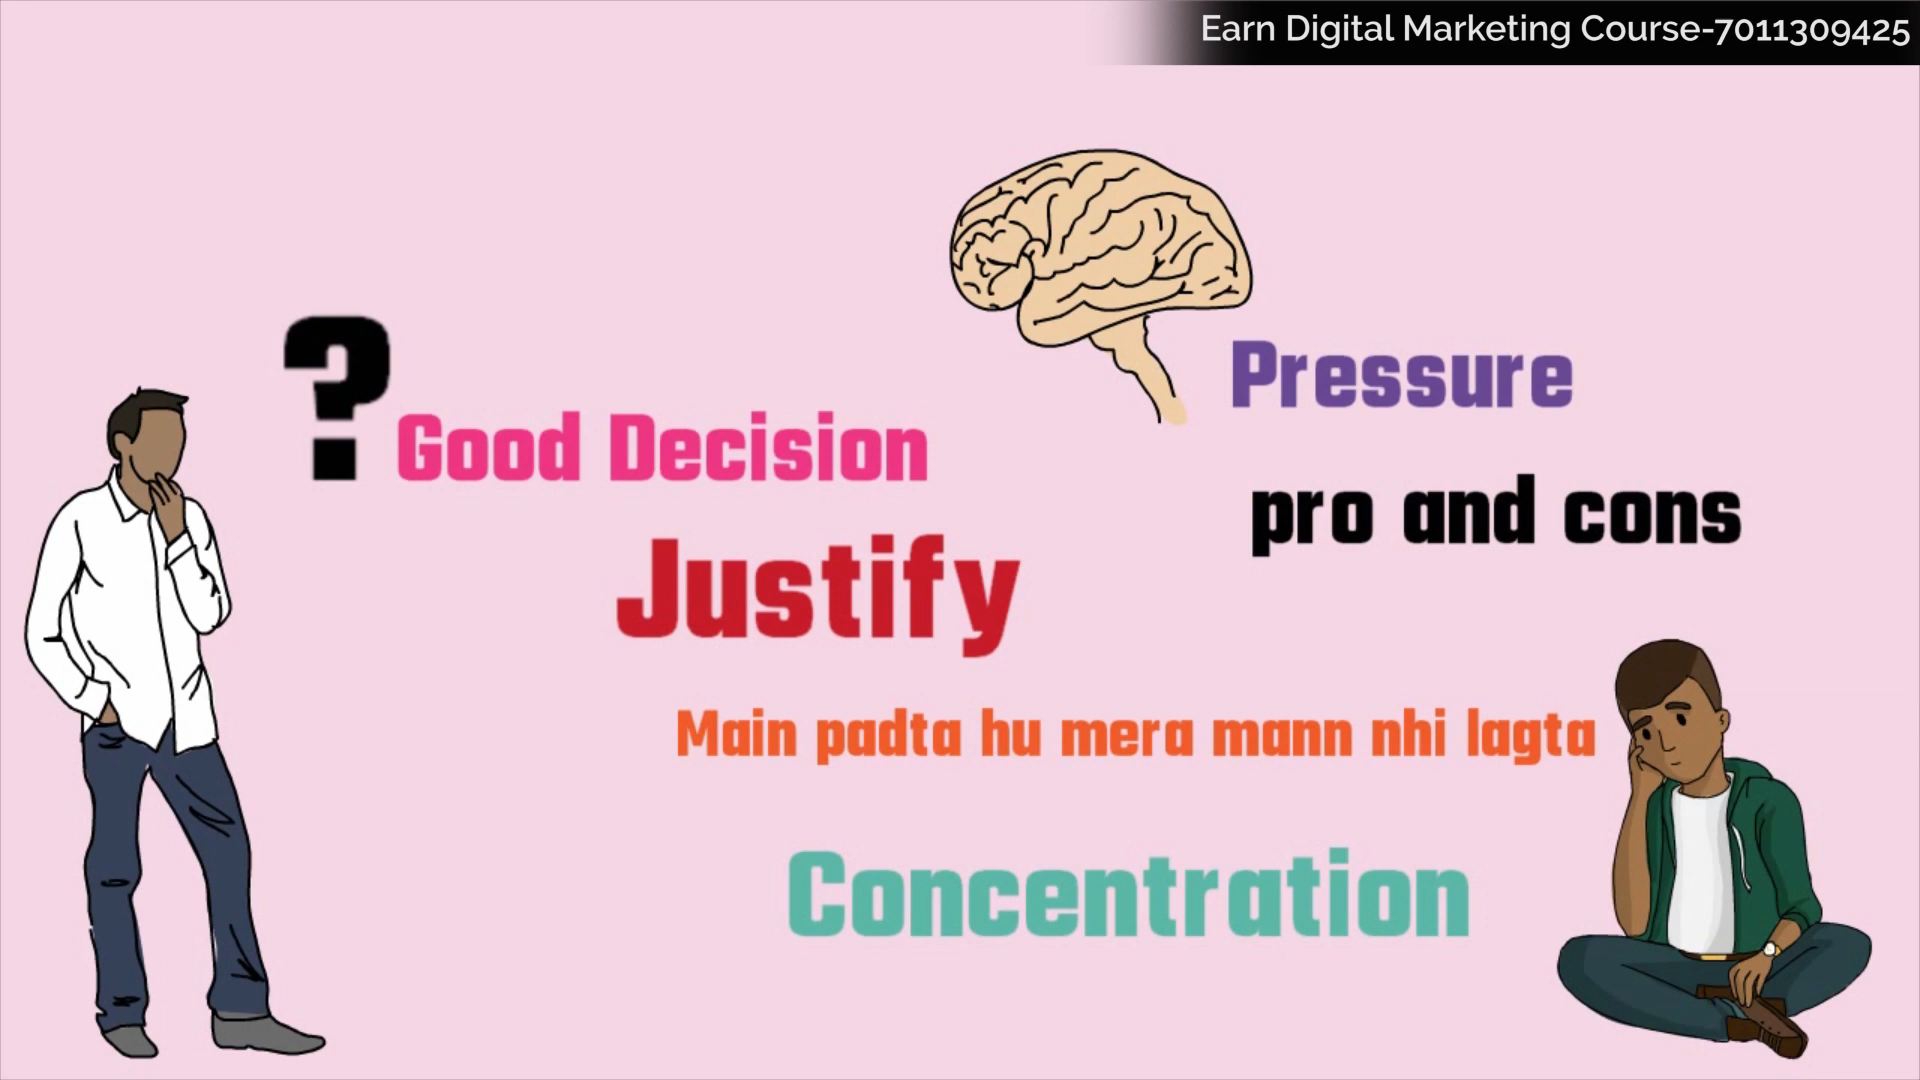 Earn Digital Marketing Course-7011309425
?
Pressure
Good Decision
pro and cons
Justify
Main padta hu mera mann nhi lagta
Concentration